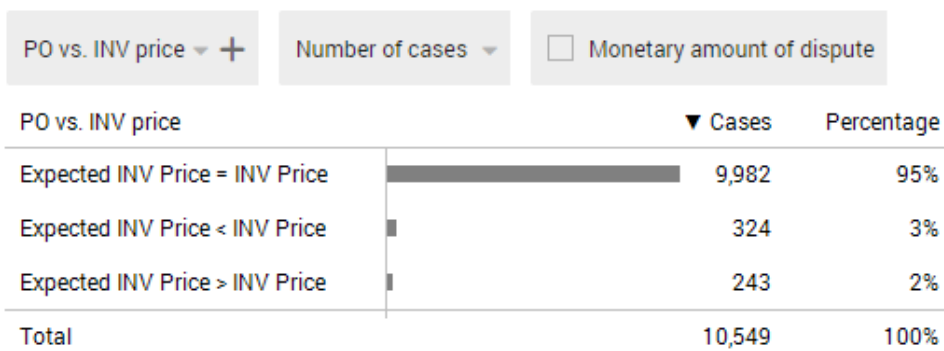 PO vs. INV price + Number of cases Monetary amount of dispute
PO vs. INV price ▼ Cases Percentage
Expected INV Price = INV Price 9,982 95%
Expected INV Price < INV Price 324 3%
Expected INV Price > INV Price 243 2%
Total 10,549 100%